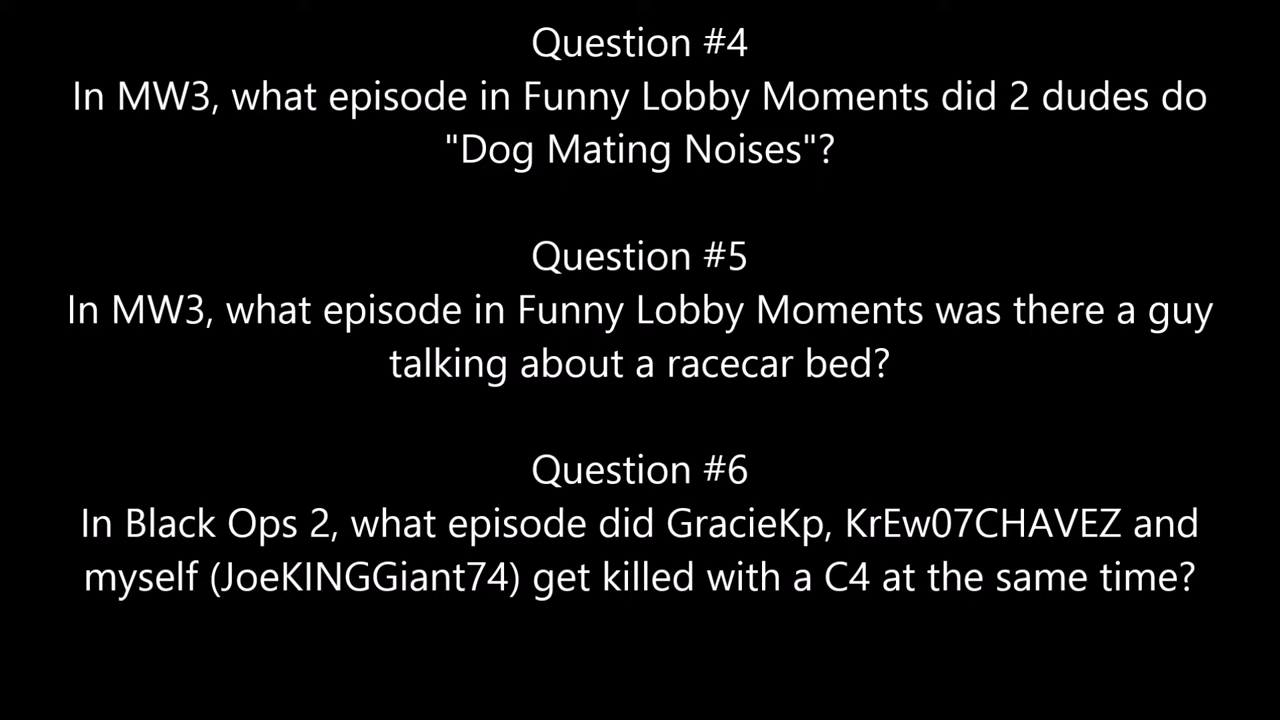 Question #4
In MW3, what episode in Funny Lobby Moments did 2 dudes do
"Dog Mating Noises"?
Question #5
In MW3, what episode in Funny Lobby Moments was there a guy
talking about a racecar bed?
Question #6
In Black Ops 2, what episode did GracieKp, KrEw07CHAVEZ and
myself (JoeKINGGiant74) get killed with a C4 at the same time?